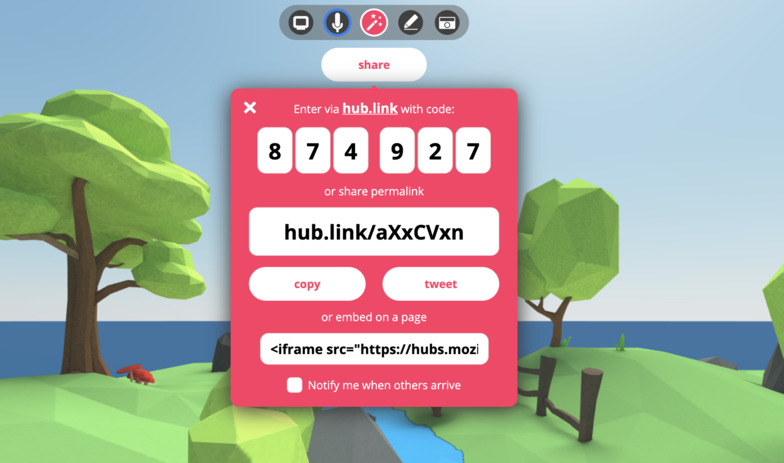 share
Enter via hub.link with code:
8 7 4 9 2 7
or share permalink
hub.link/aXxCVxn
copy tweet
or embed on a page
<iframe src="https://hubs.mozi
Notify me when others arrive